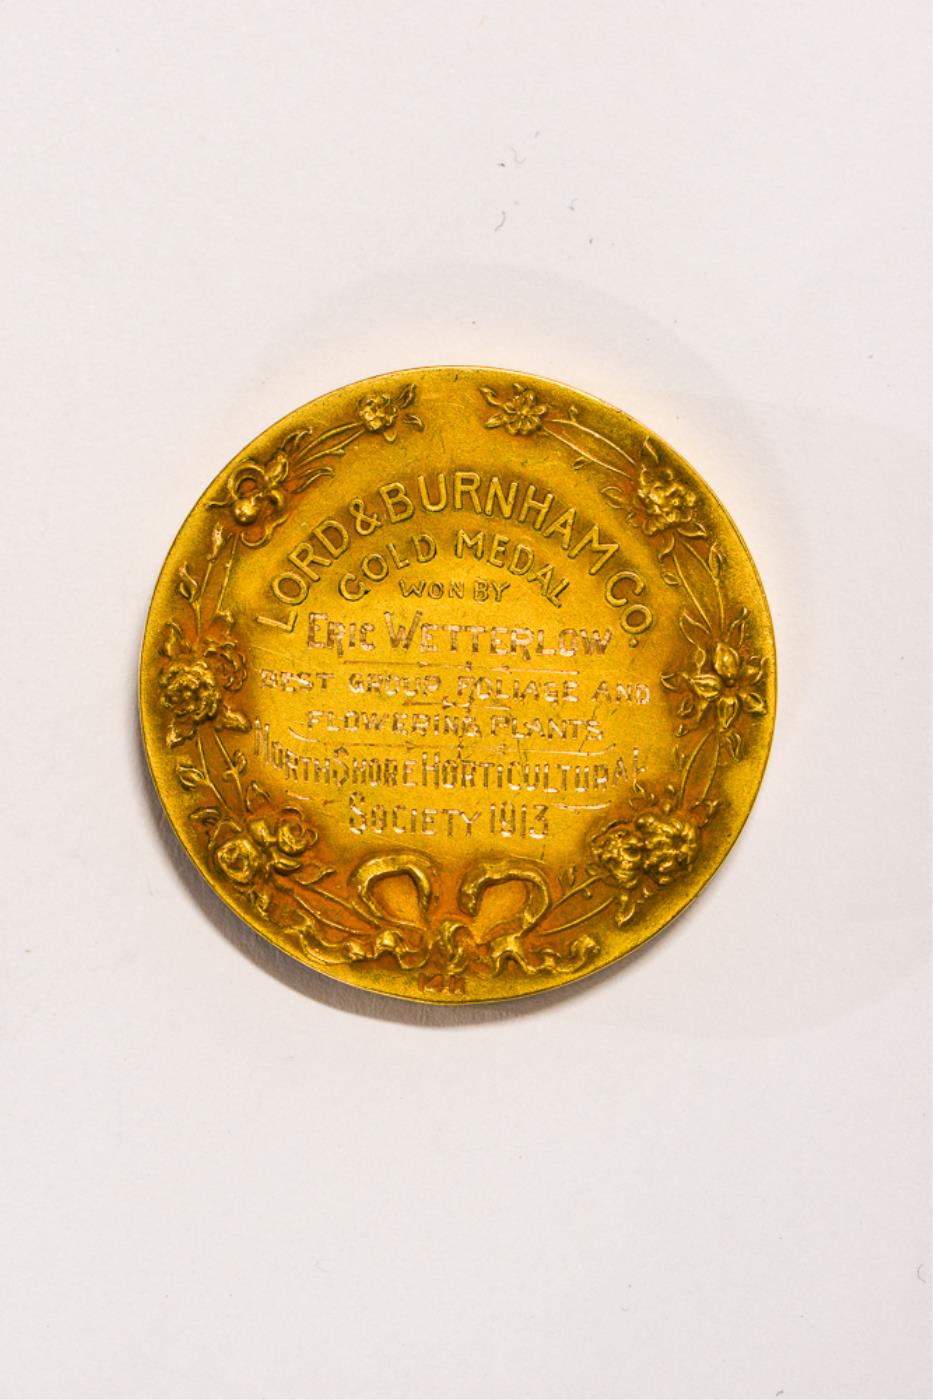 LORD & BURNHAM CO.
GOLD MEDAL
WON BY
ERIC WETTERLOW
BEST GROUP FOLIAGE AND
FLOWERING PLANTS
NORTH SHORE HORTICULTURAL
SOCIETY 1913
14K